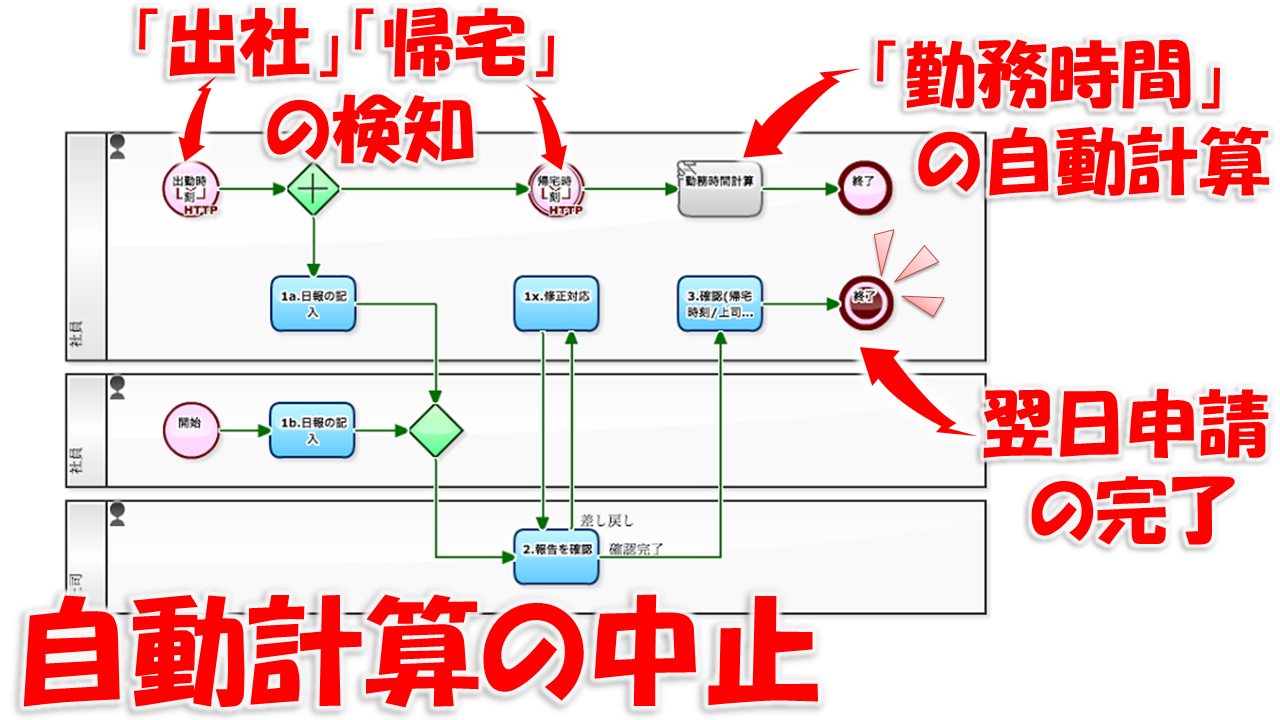 「出社」「帰宅」
の検知
「勤務時間」
の自動計算
出勤時
刻
HTTP
帰宅時
刻
HTTP
勤務時間計算
終了
1a.日報の記
入
1x.修正対応
3.確認(帰宅
時刻/上司...
終了
社員
翌日申請
の完了
開始
1b.日報の記
入
社員
差し戻し
2.報告を確認
確認完了
自動計算の中止